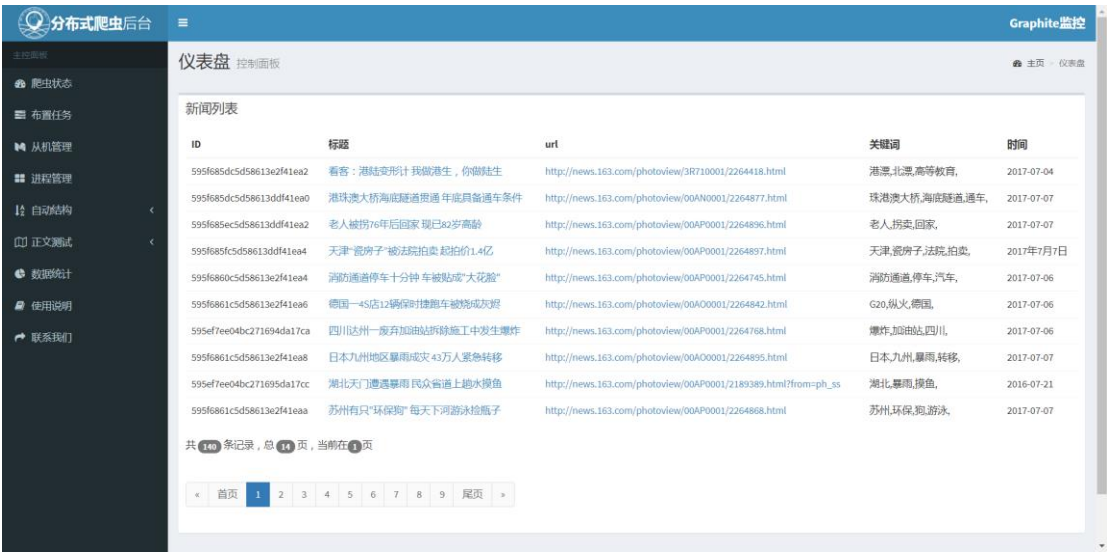 分布式爬虫后台
Graphite监控
主控面板
爬虫状态
布置任务
从机管理
进程管理
自动结构
正文测试
数据统计
使用说明
联系我们
仪表盘 控制面板
主页 > 仪表盘
新闻列表
ID 标题 url 关键词 时间
595f685dc5d58613e2f41ea2 看客：港陆变形计 我做港生，你做陆生 http://news.163.com/photoview/3R710001/2264418.html 港漂,北漂,高等教育, 2017-07-04
595f685dc5d58613ddf41ea0 港珠澳大桥海底隧道贯通 年底具备通车条件 http://news.163.com/photoview/00AN0001/2264877.html 珠港澳大桥,海底隧道,通车, 2017-07-07
595f685ec5d58613ddf41ea2 老人被拐76年后回家 现已82岁高龄 http://news.163.com/photoview/00AP0001/2264896.html 老人,拐卖,回家, 2017-07-07
595f685fc5d58613ddf41ea4 天津"瓷房子"被法院拍卖 起拍价1.4亿 http://news.163.com/photoview/00AP0001/2264897.html 天津,瓷房子,法院,拍卖, 2017年7月7日
595f6860c5d58613e2f41ea4 消防通道停车十分钟 车被贴成"大花脸" http://news.163.com/photoview/00AP0001/2264745.html 消防通道,停车,汽车, 2017-07-06
595f6861c5d58613e2f41ea6 德国一4S店12辆保时捷跑车被烧成灰烬 http://news.163.com/photoview/00AO0001/2264842.html G20,纵火,德国, 2017-07-06
595ef7ee04bc271694da17ca 四川达州一废弃加油站拆除施工中发生爆炸 http://news.163.com/photoview/00AP0001/2264768.html 爆炸,加油站,四川, 2017-07-06
595f6861c5d58613e2f41ea8 日本九州地区暴雨成灾 43万人紧急转移 http://news.163.com/photoview/00AO0001/2264895.html 日本,九州,暴雨,转移, 2017-07-07
595ef7ee04bc271695da17cc 湖北天门遭遇暴雨 民众省道上趟水摸鱼 http://news.163.com/photoview/00AP0001/2189389.html?from=ph_ss 湖北,暴雨,摸鱼, 2016-07-21
595f6861c5d58613e2f41eaa 苏州有只"环保狗" 每天下河游泳捡瓶子 http://news.163.com/photoview/00AP0001/2264868.html 苏州,环保,狗,游泳, 2017-07-07
共 140 条记录，总 14 页，当前在 1 页
« 首页 1 2 3 4 5 6 7 8 9 尾页 »